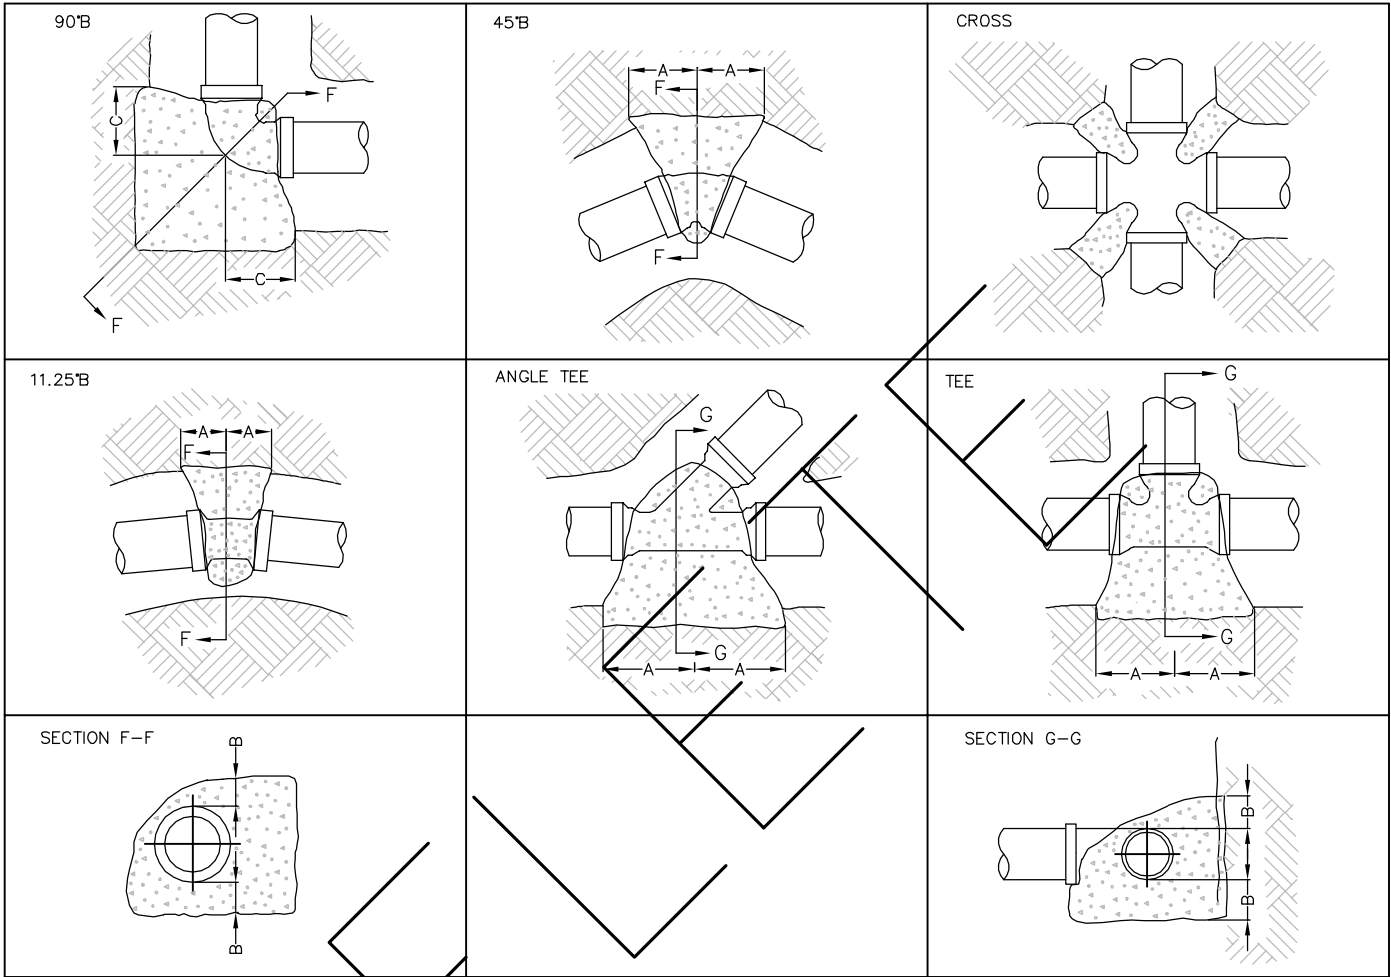 90°B
F
C
C
F
45°B
A A
F
F
CROSS
11.25°B
A A
F
F
ANGLE TEE
G
G
A A
TEE
G
G
A A
SECTION F-F
B
B
SECTION G-G
B
B